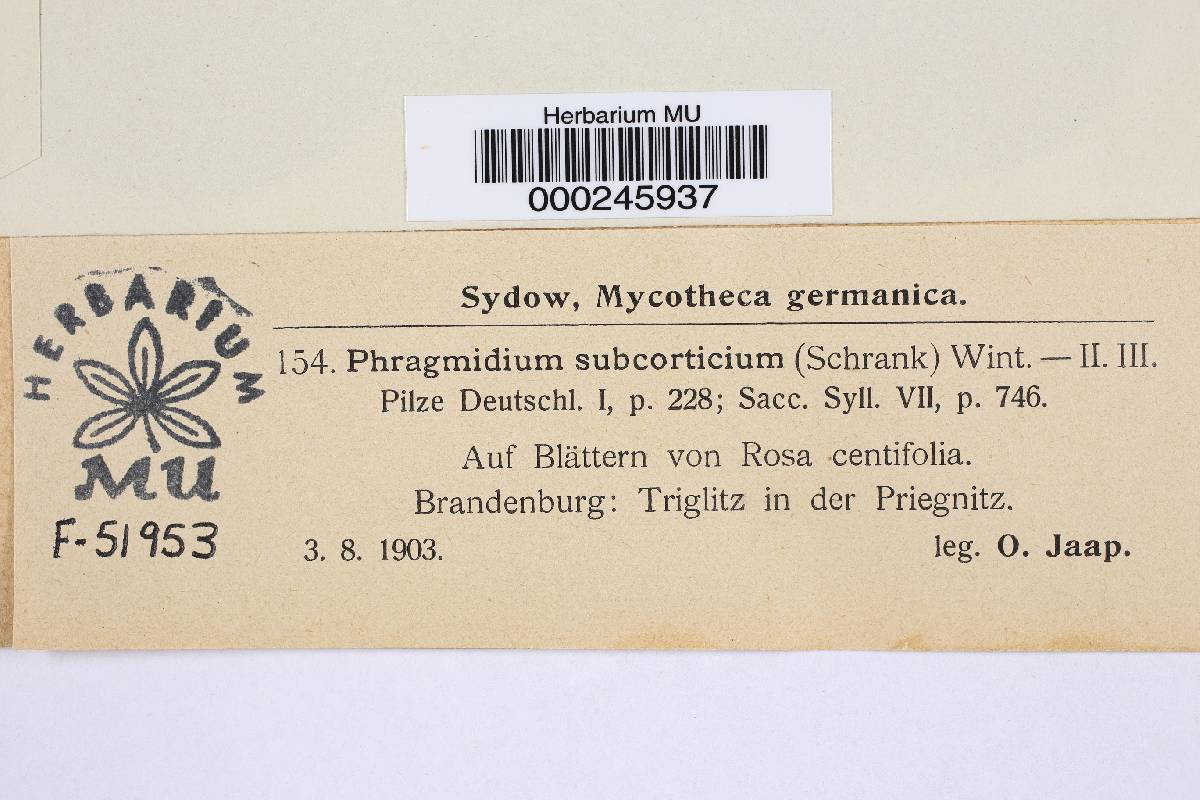 Herbarium MU
000245937
HERBARIUM
MU
F-51953
Sydow, Mycotheca germanica.
154. Phragmidium subcorticium (Schrank) Wint. — II. III.
Pilze Deutschl. I, p. 228; Sacc. Syll. VII, p. 746.
Auf Blättern von Rosa centifolia.
Brandenburg: Triglitz in der Priegnitz.
3. 8. 1903. leg. O. Jaap.